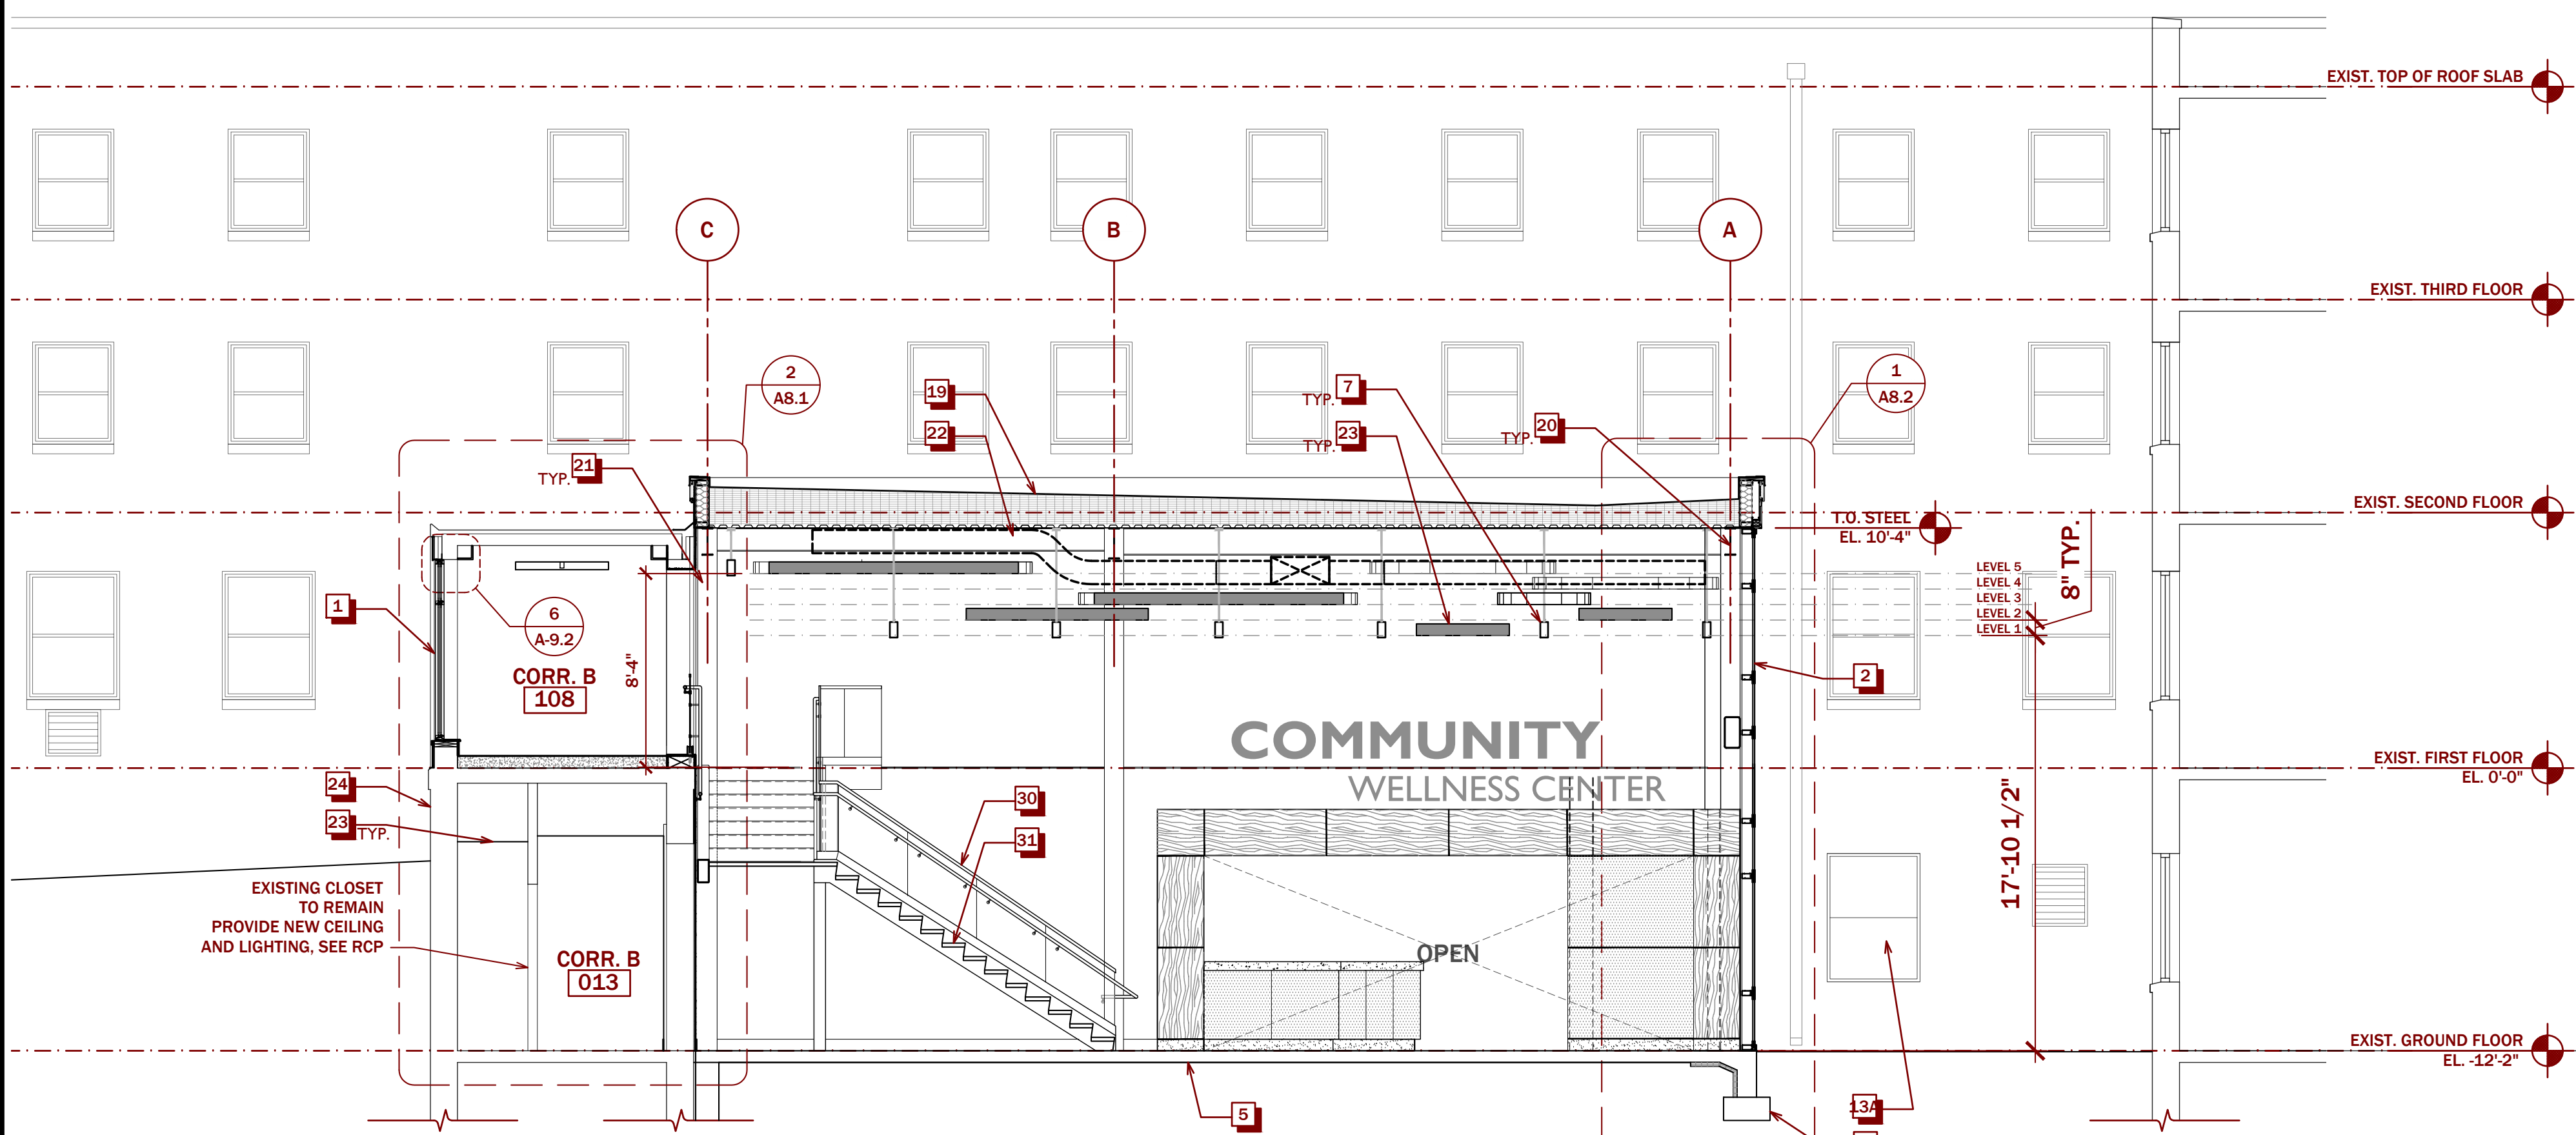 EXIST. TOP OF ROOF SLAB
EXIST. THIRD FLOOR
C
B
A
2
A8.1
1
A8.2
19
7
TYP.
22
23
TYP.
20
TYP.
21
TYP.
EXIST. SECOND FLOOR
T.O. STEEL
EL. 10'-4"
8" TYP.
LEVEL 5
LEVEL 4
LEVEL 3
LEVEL 2
LEVEL 1
1
6
A-9.2
CORR. B
108
8'-4"
2
COMMUNITY
WELLNESS CENTER
EXIST. FIRST FLOOR
EL. 0'-0"
24
23
TYP.
30
31
17'-10 1/2"
EXISTING CLOSET
TO REMAIN
PROVIDE NEW CEILING
AND LIGHTING, SEE RCP
CORR. B
013
OPEN
EXIST. GROUND FLOOR
EL. -12'-2"
5
13A